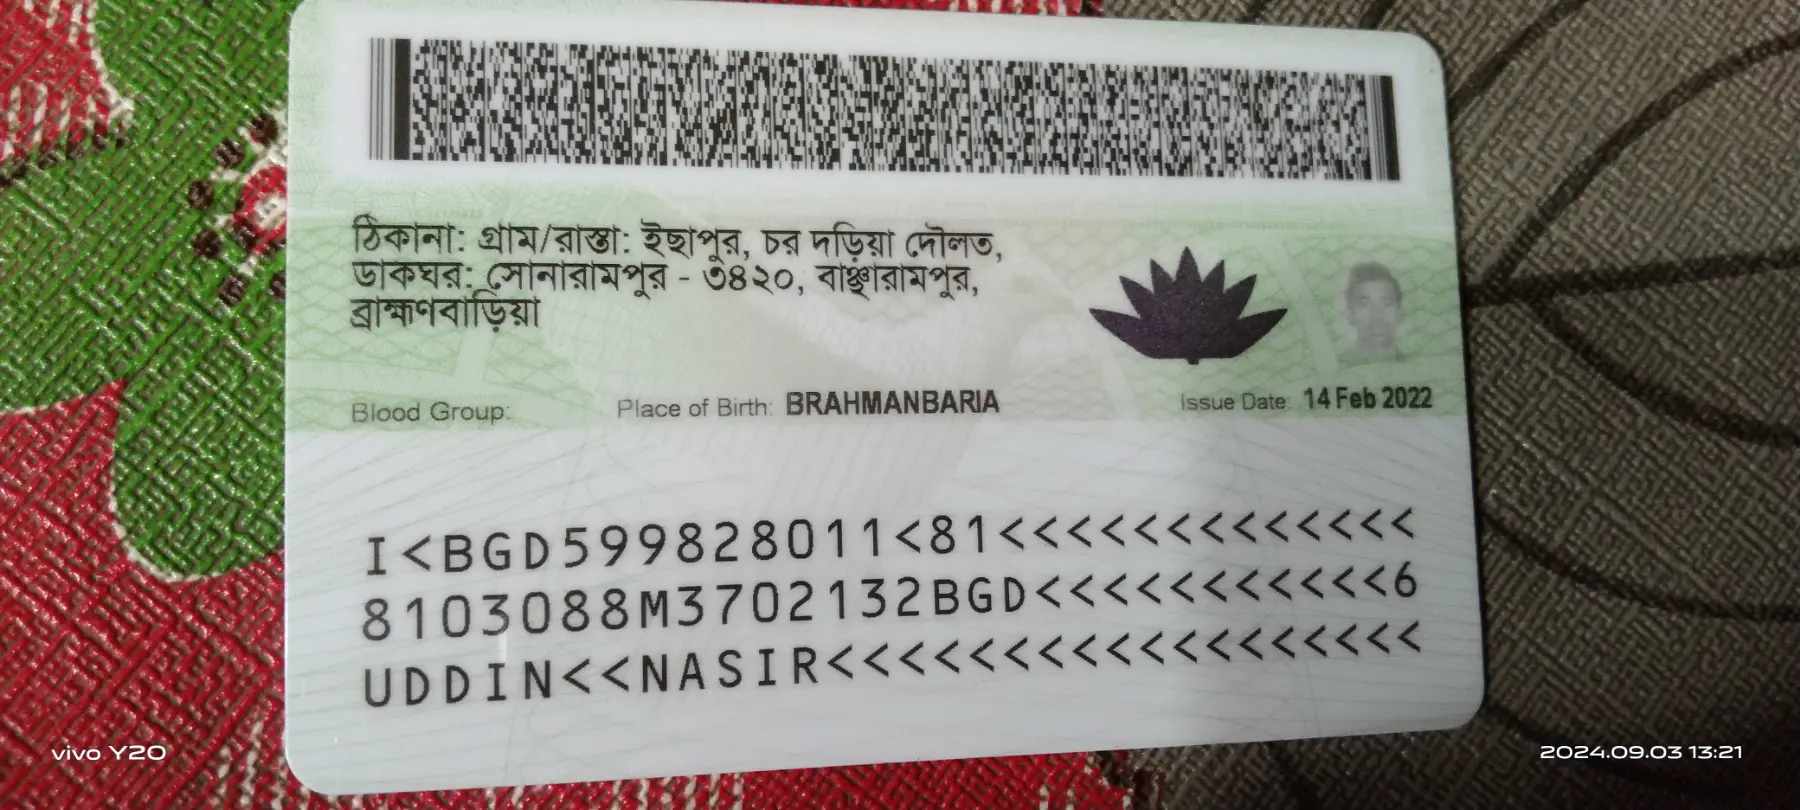 ঠিকানা: গ্রাম/রাস্তা: ইছাপুর, চর দড়িয়া দৌলত,
ডাকঘর: সোনারামপুর - ৩৪২০, বাঞ্ছারামপুর,
ব্রাহ্মণবাড়িয়া
Blood Group: Place of Birth: BRAHMANBARIA Issue Date: 14 Feb 2022
I<BGD599828011<81<<<<<<<<<<<<<
8103088M3702132BGD<<<<<<<<<<<6
UDDIN<<NASIR<<<<<<<<<<<<<<<<<<
vivo Y20 2024.09.03 13:21